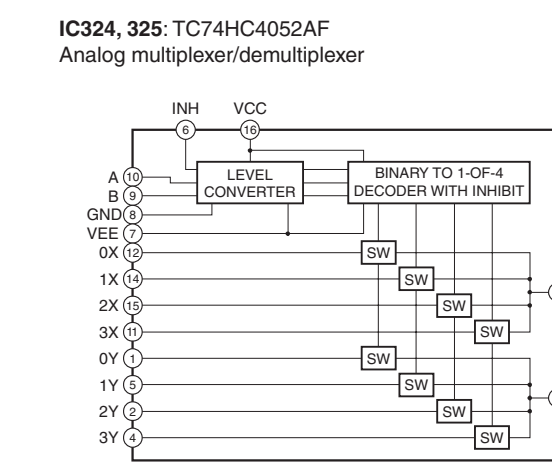 IC324, 325: TC74HC4052AF
Analog multiplexer/demultiplexer
INH VCC
6 16
LEVEL CONVERTER
BINARY TO 1-OF-4 DECODER WITH INHIBIT
A 10
B 9
GND 8
VEE 7
0X 12 SW
1X 14 SW
2X 15 SW
3X 11 SW
0Y 1 SW
1Y 5 SW
2Y 2 SW
3Y 4 SW